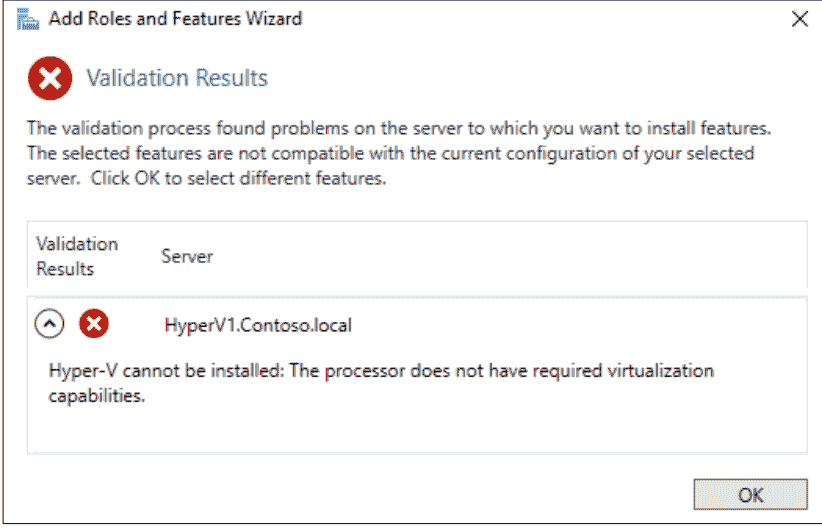 Add Roles and Features Wizard
Validation Results
The validation process found problems on the server to which you want to install features.
The selected features are not compatible with the current configuration of your selected
server.  Click OK to select different features.
Validation
Results
Server
HyperV1.Contoso.local
Hyper-V cannot be installed: The processor does not have required virtualization
capabilities.
OK